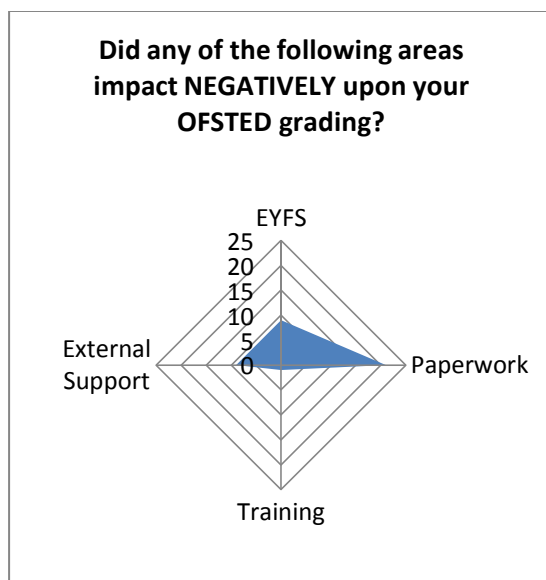 Did any of the following areas
impact NEGATIVELY upon your
OFSTED grading?
EYFS
25
20
15
10
5
0
External
Support
Paperwork
Training